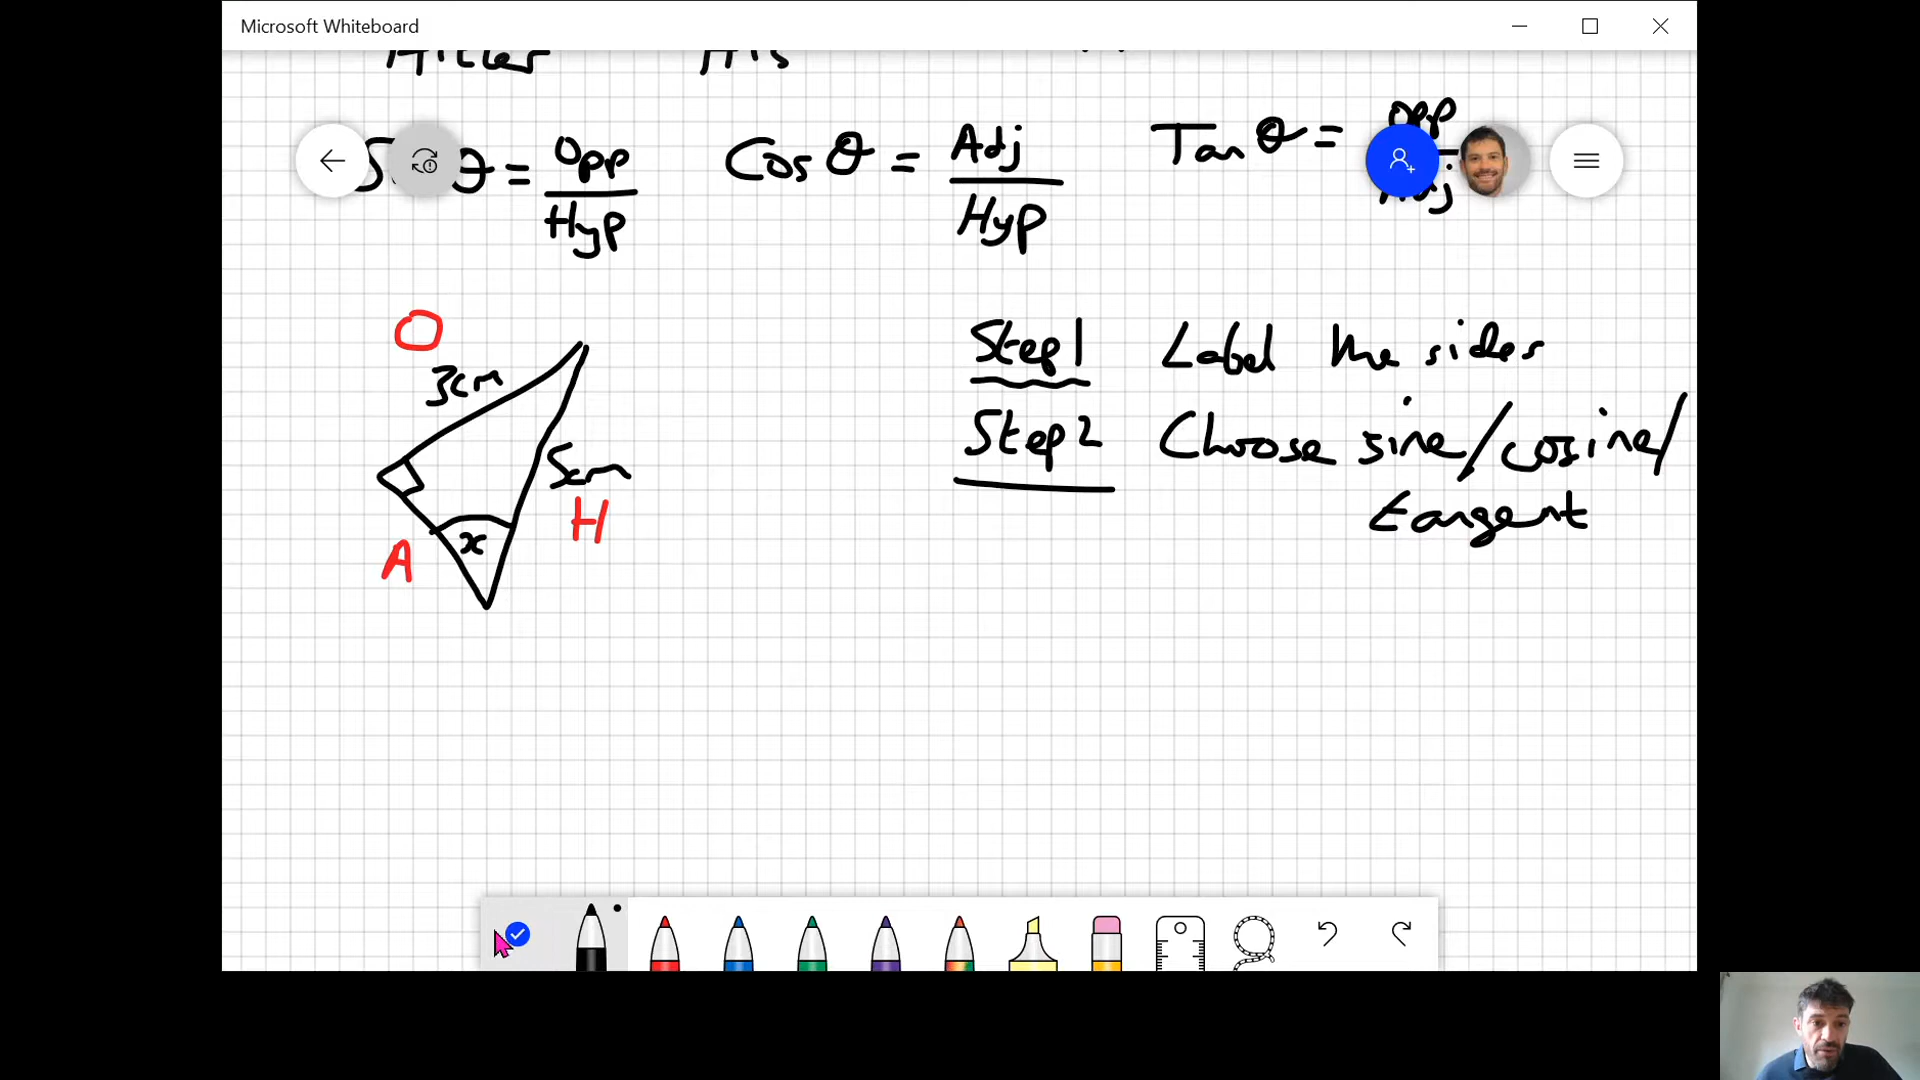 Microsoft Whiteboard
θ = Opp / Hyp
Cos θ = Adj / Hyp
Tan θ = Opp
O
3cm
5cm
H
A
x
Step 1 Label the sides
Step 2 Choose sine/cosine/
tangent